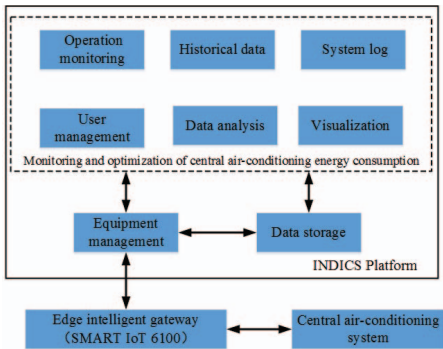 Operation
monitoring
Historical data
System log
User
management
Data analysis
Visualization
Monitoring and optimization of central air-conditioning energy consumption
Equipment
management
Data storage
INDICS Platform
Edge intelligent gateway
（SMART IoT 6100）
Central air-conditioning
system